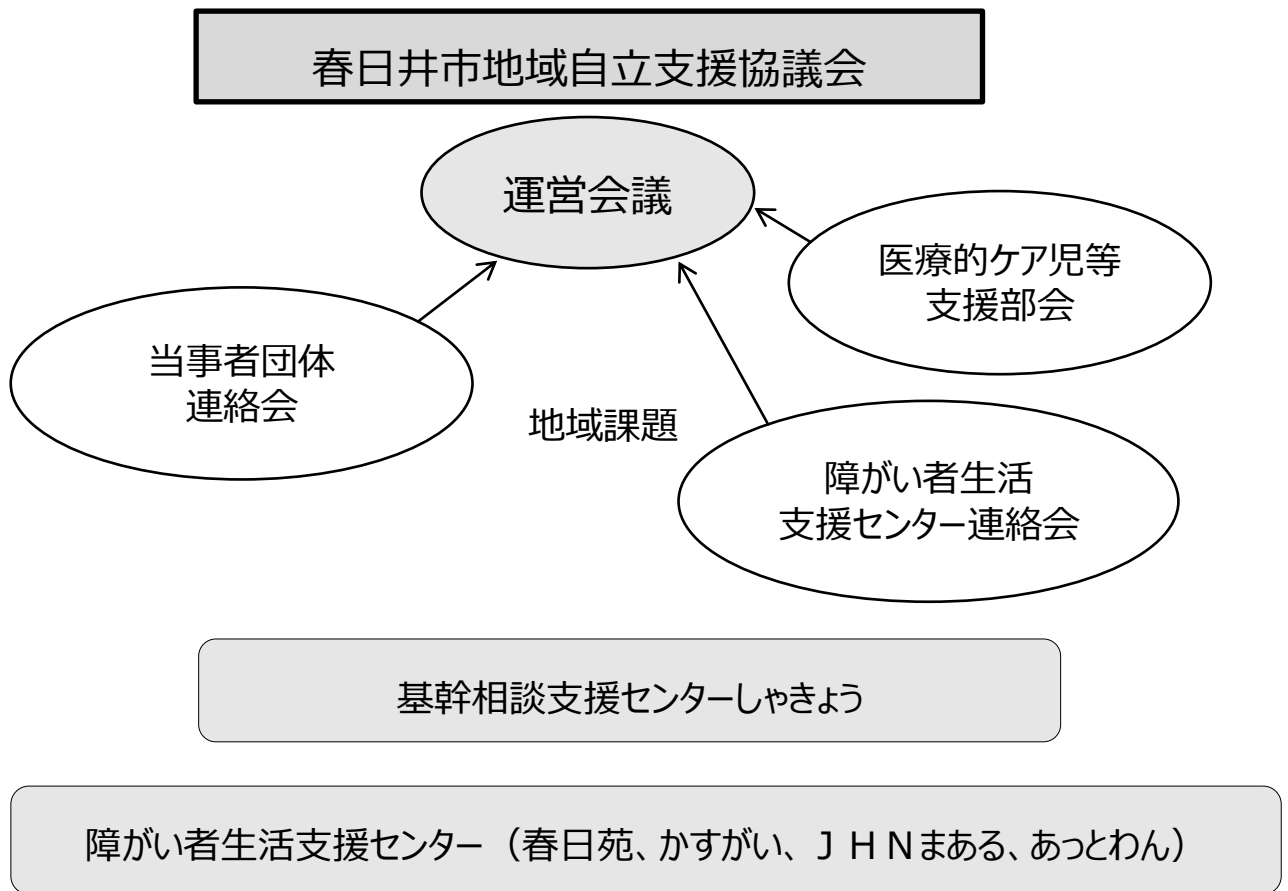 春日井市地域自立支援協議会
運営会議
医療的ケア児等
支援部会
当事者団体
連絡会
地域課題
障がい者生活
支援センター連絡会
基幹相談支援センターしゃきょう
障がい者生活支援センター（春日苑、かすがい、ＪＨＮまある、あっとわん）